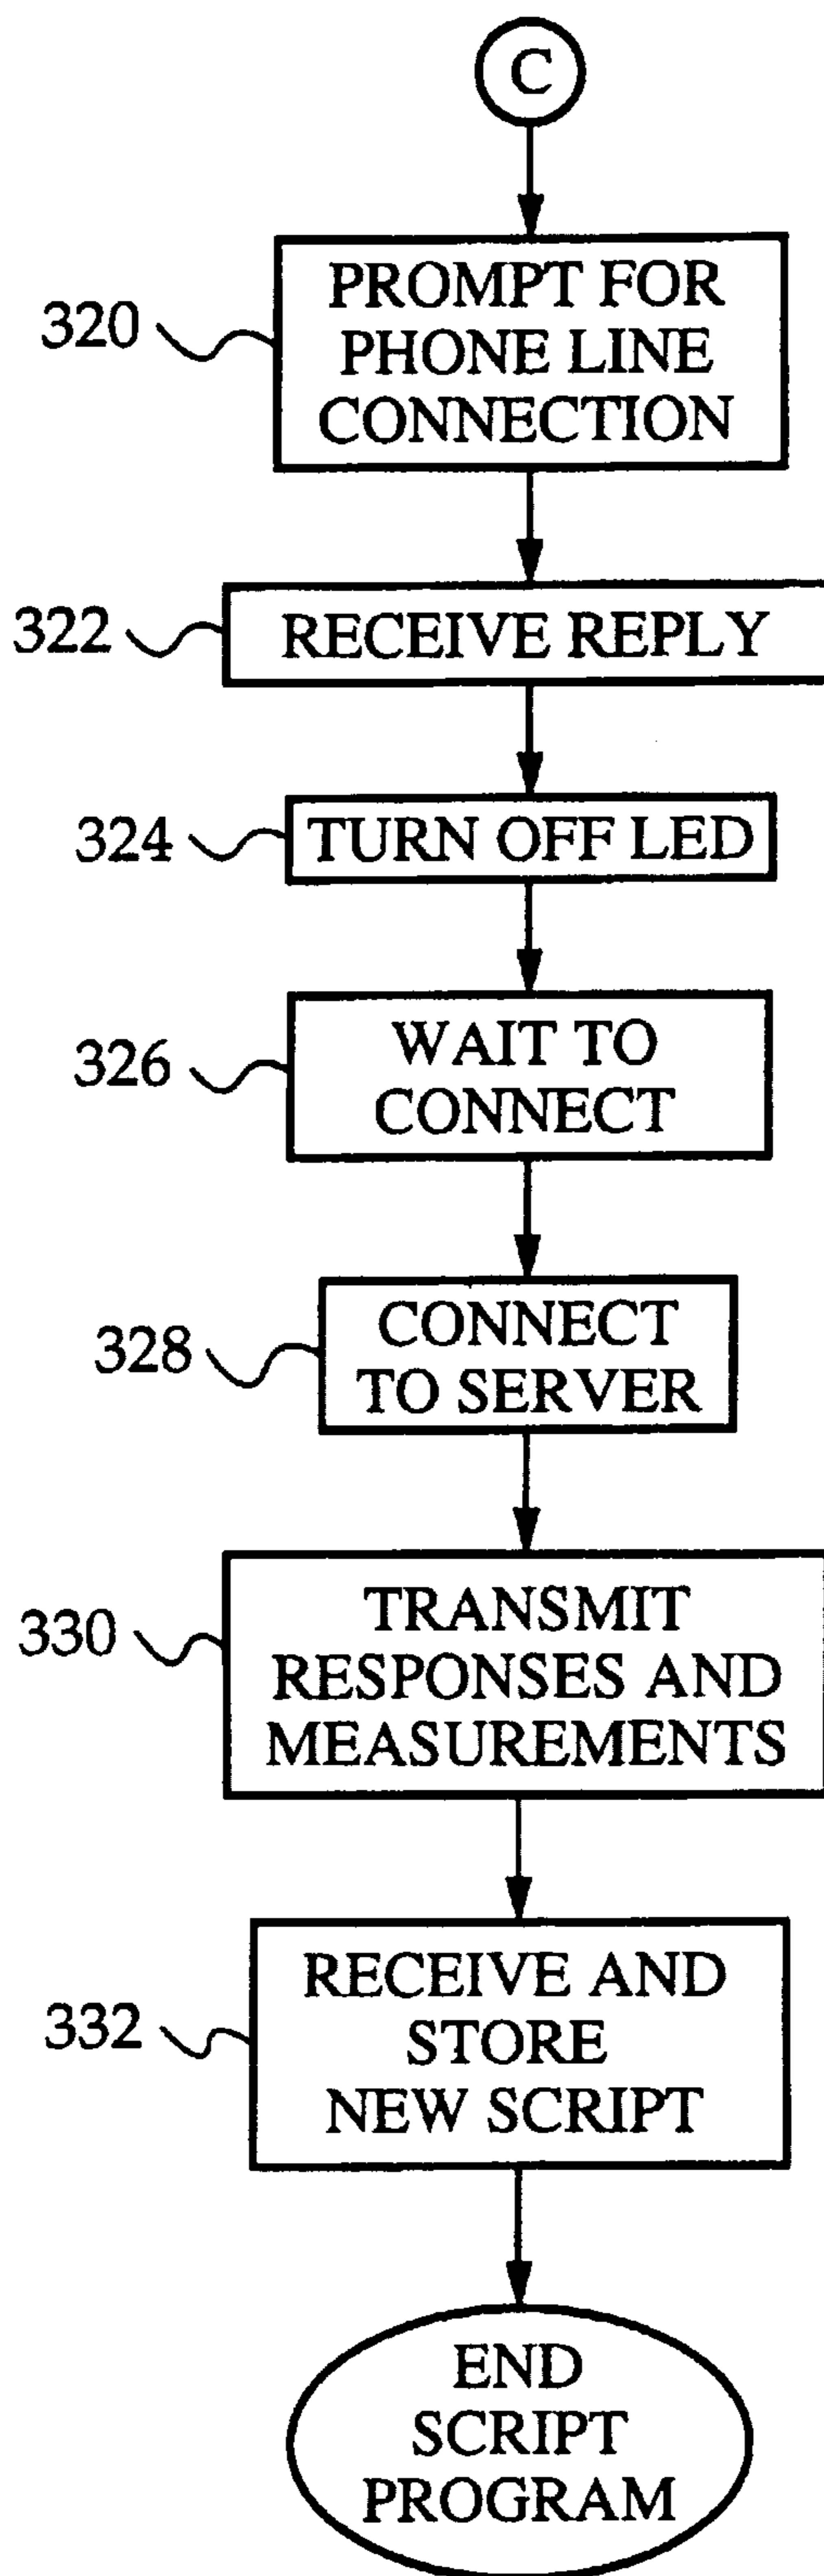 C
320
PROMPT FOR
PHONE LINE
CONNECTION
322
RECEIVE REPLY
324
TURN OFF LED
326
WAIT TO
CONNECT
328
CONNECT
TO SERVER
330
TRANSMIT
RESPONSES AND
MEASUREMENTS
332
RECEIVE AND
STORE
NEW SCRIPT
END
SCRIPT
PROGRAM